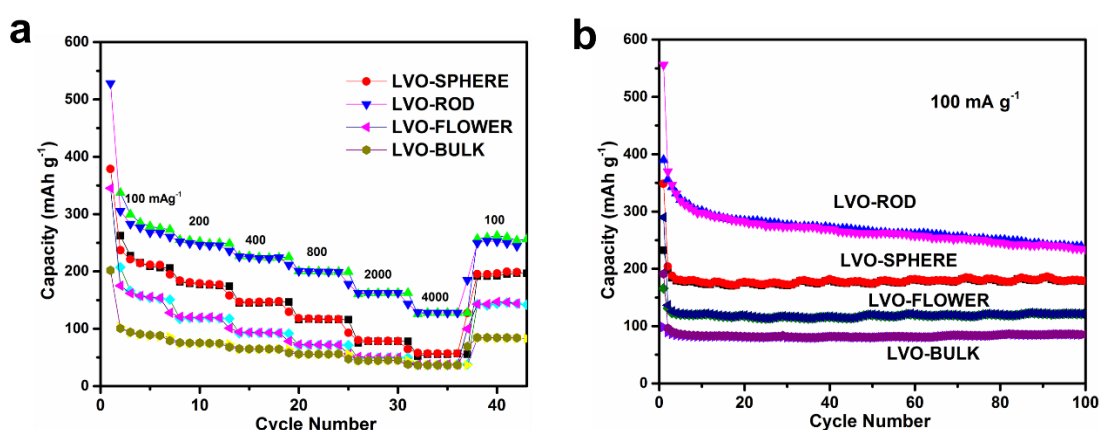 a
600
500
400
300
200
100
0
Capacity (mAh g⁻¹)
LVO-SPHERE
LVO-ROD
LVO-FLOWER
LVO-BULK
100 mAg⁻¹
200
400
800
2000
4000
100
0 10 20 30 40
Cycle Number
b
600
550
500
450
400
350
300
250
200
150
100
50
0
Capacity (mAh g⁻¹)
100 mA g⁻¹
LVO-ROD
LVO-SPHERE
LVO-FLOWER
LVO-BULK
0 20 40 60 80 100
Cycle Number